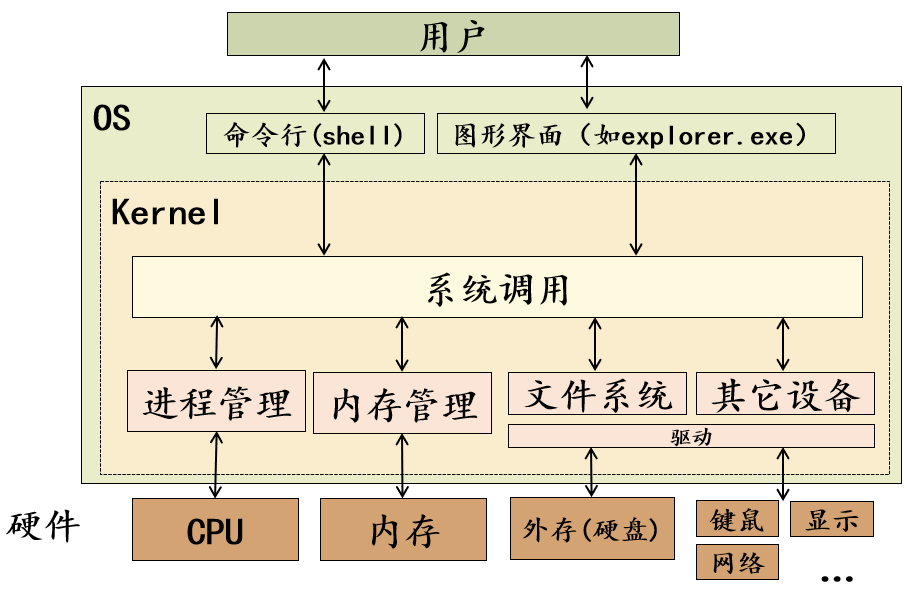 用户
OS
命令行(shell)
图形界面（如explorer.exe）
Kernel
系统调用
进程管理
内存管理
文件系统
其它设备
驱动
硬件
CPU
内存
外存(硬盘)
键鼠
显示
网络
...